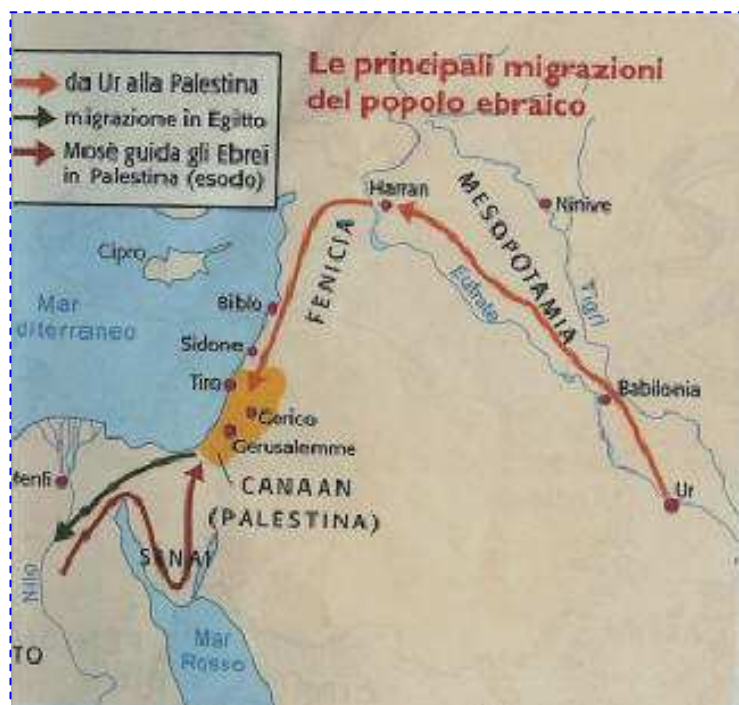 da Ur alla Palestina
migrazione in Egitto
Mosè guida gli Ebrei
in Palestina (esodo)
Le principali migrazioni
del popolo ebraico
Harran
MESOPOTAMIA
Ninive
Cipro
FENICIA
Eufrate
Tigri
Biblo
Mar
diterraneo
Sidone
Tiro
Babilonia
Gerico
Gerusalemme
Menfi
CANAAN
(PALESTINA)
Ur
SINAI
Nilo
Mar
Rosso
TO